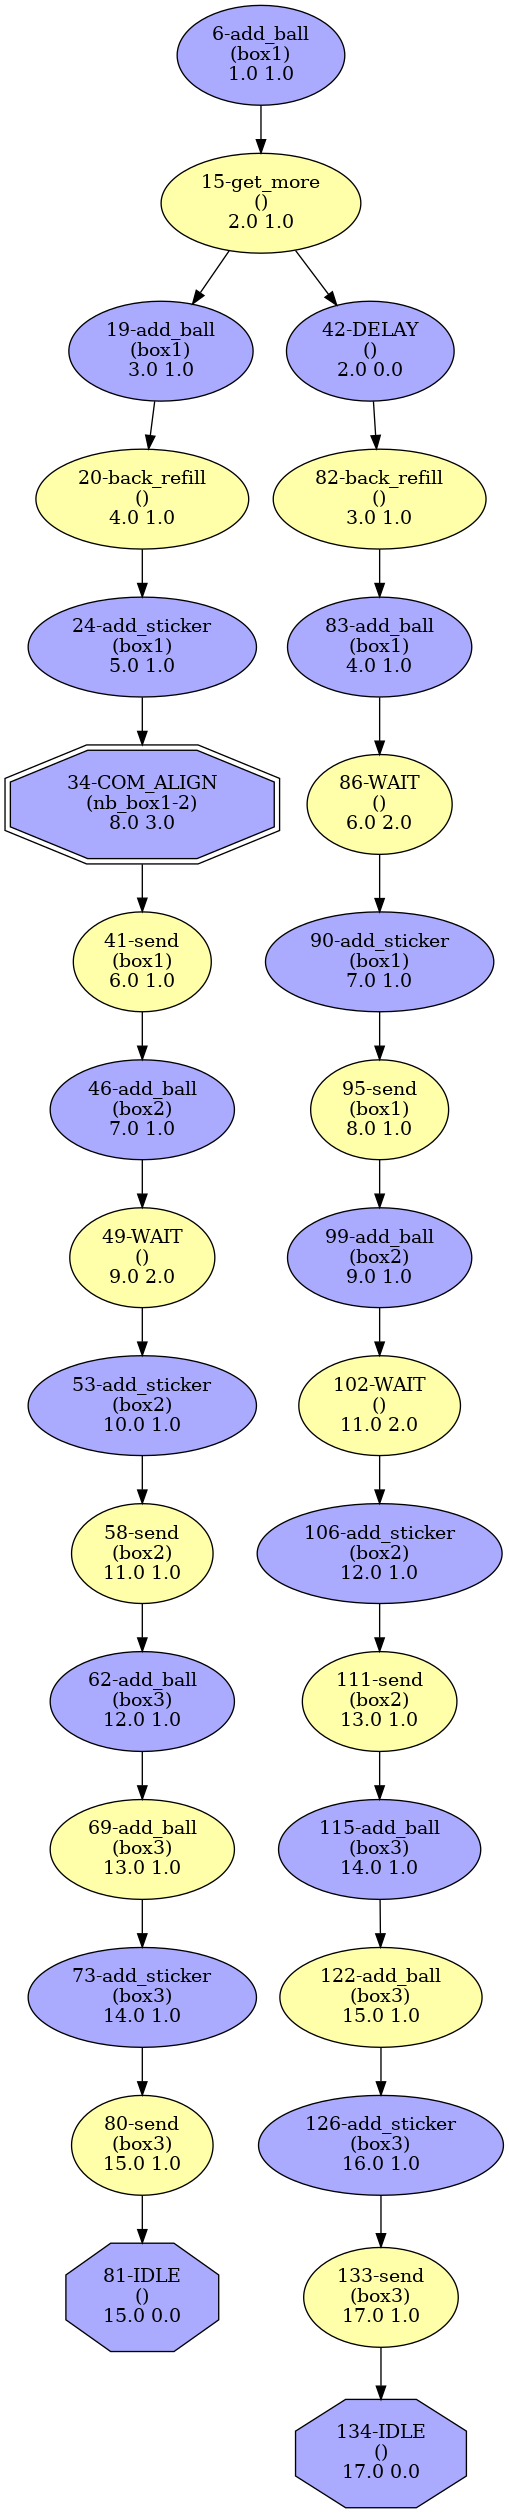 6-add_ball
(box1)
1.0 1.0
15-get_more
()
2.0 1.0
19-add_ball
(box1)
3.0 1.0
42-DELAY
()
2.0 0.0
20-back_refill
()
4.0 1.0
82-back_refill
()
3.0 1.0
24-add_sticker
(box1)
5.0 1.0
83-add_ball
(box1)
4.0 1.0
34-COM_ALIGN
(nb_box1-2)
8.0 3.0
86-WAIT
()
6.0 2.0
41-send
(box1)
6.0 1.0
90-add_sticker
(box1)
7.0 1.0
46-add_ball
(box2)
7.0 1.0
95-send
(box1)
8.0 1.0
49-WAIT
()
9.0 2.0
99-add_ball
(box2)
9.0 1.0
53-add_sticker
(box2)
10.0 1.0
102-WAIT
()
11.0 2.0
58-send
(box2)
11.0 1.0
106-add_sticker
(box2)
12.0 1.0
62-add_ball
(box3)
12.0 1.0
111-send
(box2)
13.0 1.0
69-add_ball
(box3)
13.0 1.0
115-add_ball
(box3)
14.0 1.0
73-add_sticker
(box3)
14.0 1.0
122-add_ball
(box3)
15.0 1.0
80-send
(box3)
15.0 1.0
126-add_sticker
(box3)
16.0 1.0
81-IDLE
()
15.0 0.0
133-send
(box3)
17.0 1.0
134-IDLE
()
17.0 0.0